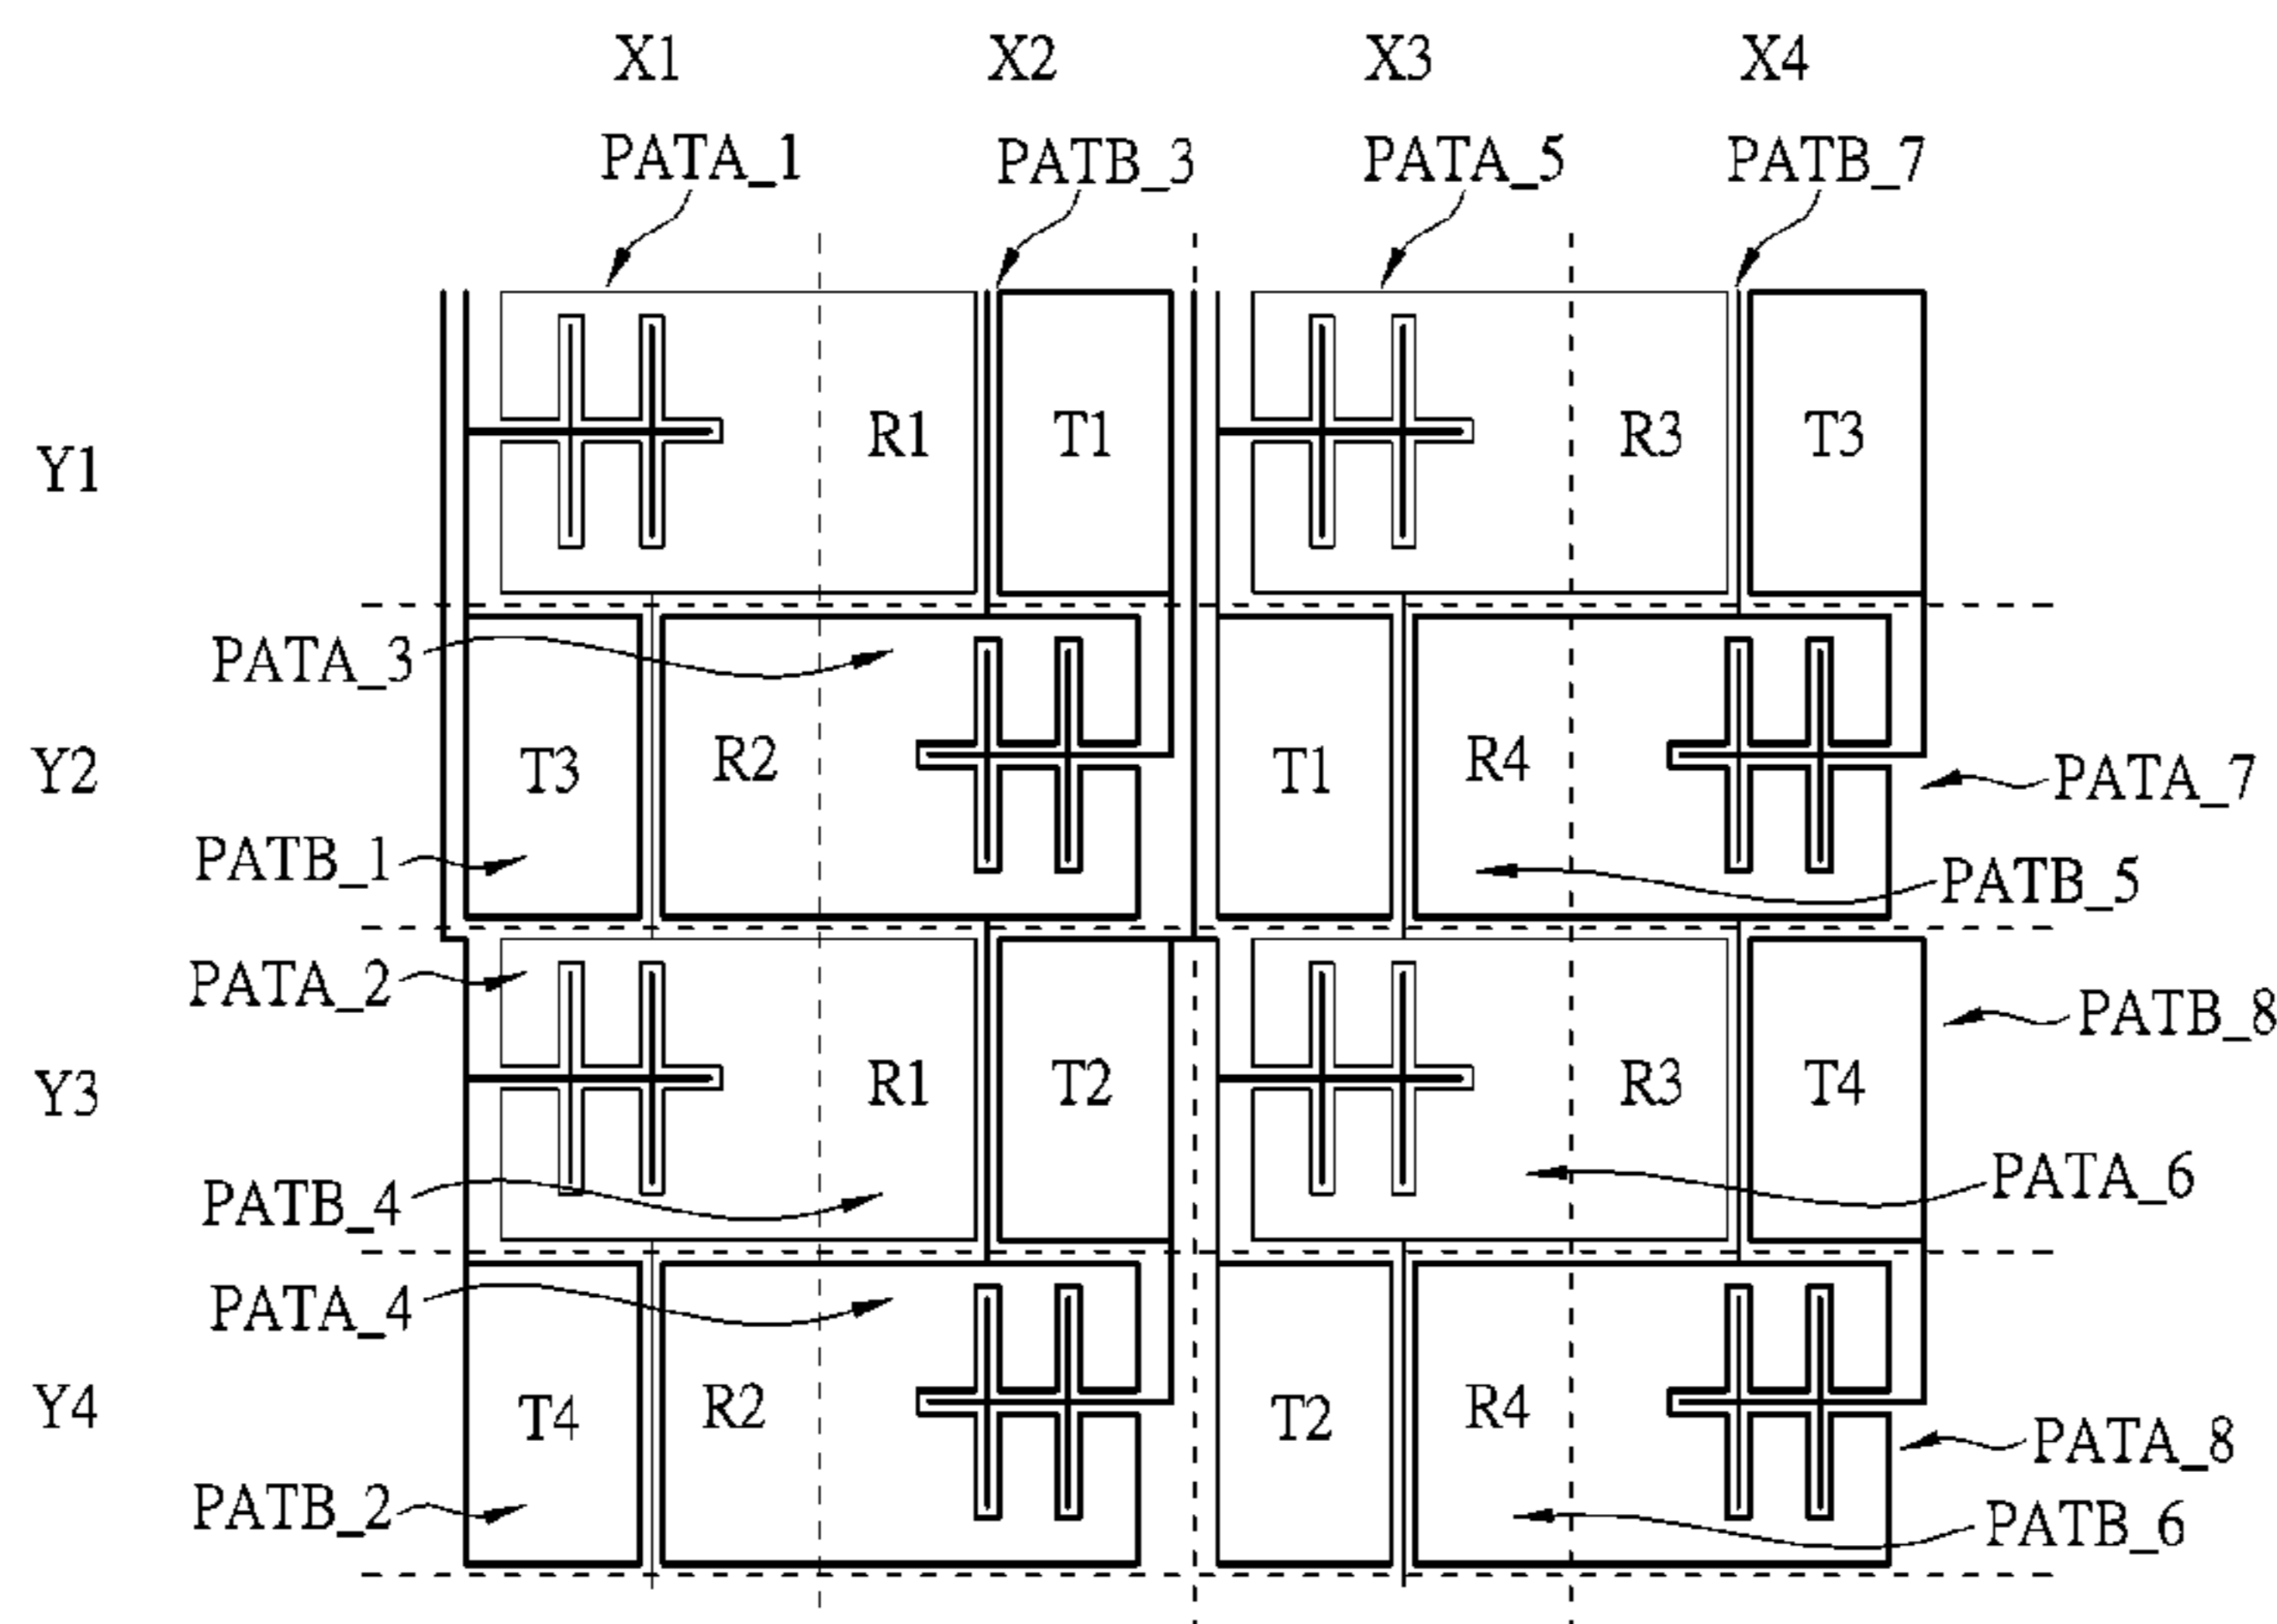 X1 X2 X3 X4
PATA_1 PATB_3 PATA_5 PATB_7
Y1 R1 T1 R3 T3
PATA_3
Y2 T3 R2 T1 R4 PATA_7
PATB_1 PATB_5
PATA_2 PATB_8
Y3 R1 T2 R3 T4
PATB_4 PATA_6
PATA_4
Y4 T4 R2 T2 R4 PATA_8
PATB_2 PATB_6